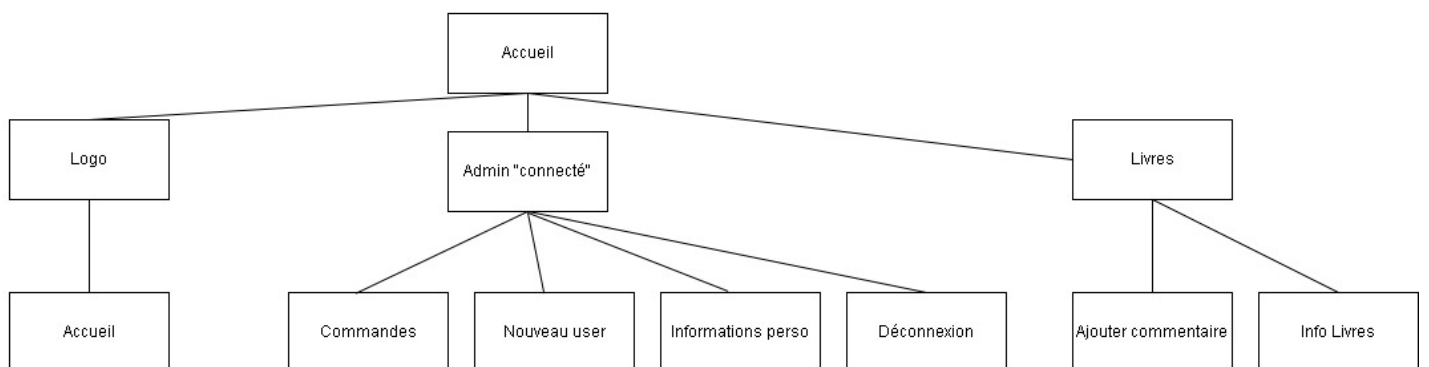 Accueil
Logo
Admin "connecté"
Livres
Accueil
Commandes
Nouveau user
Informations perso
Déconnexion
Ajouter commentaire
Info Livres